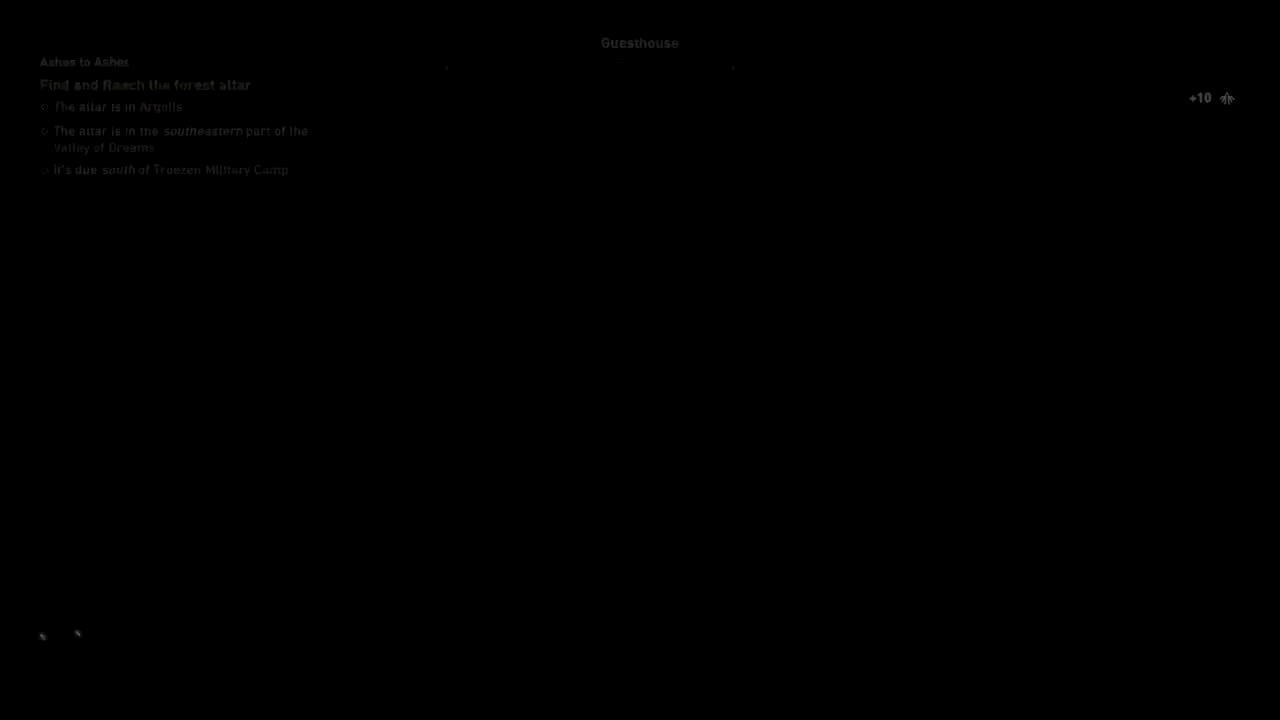 Guesthouse
Ashes to Ashes
Find and Reach the forest altar
The altar is in Argolis
+10
The altar is in the southeastern part of the
Valley of Dreams
It's due south of Troezen Military Camp